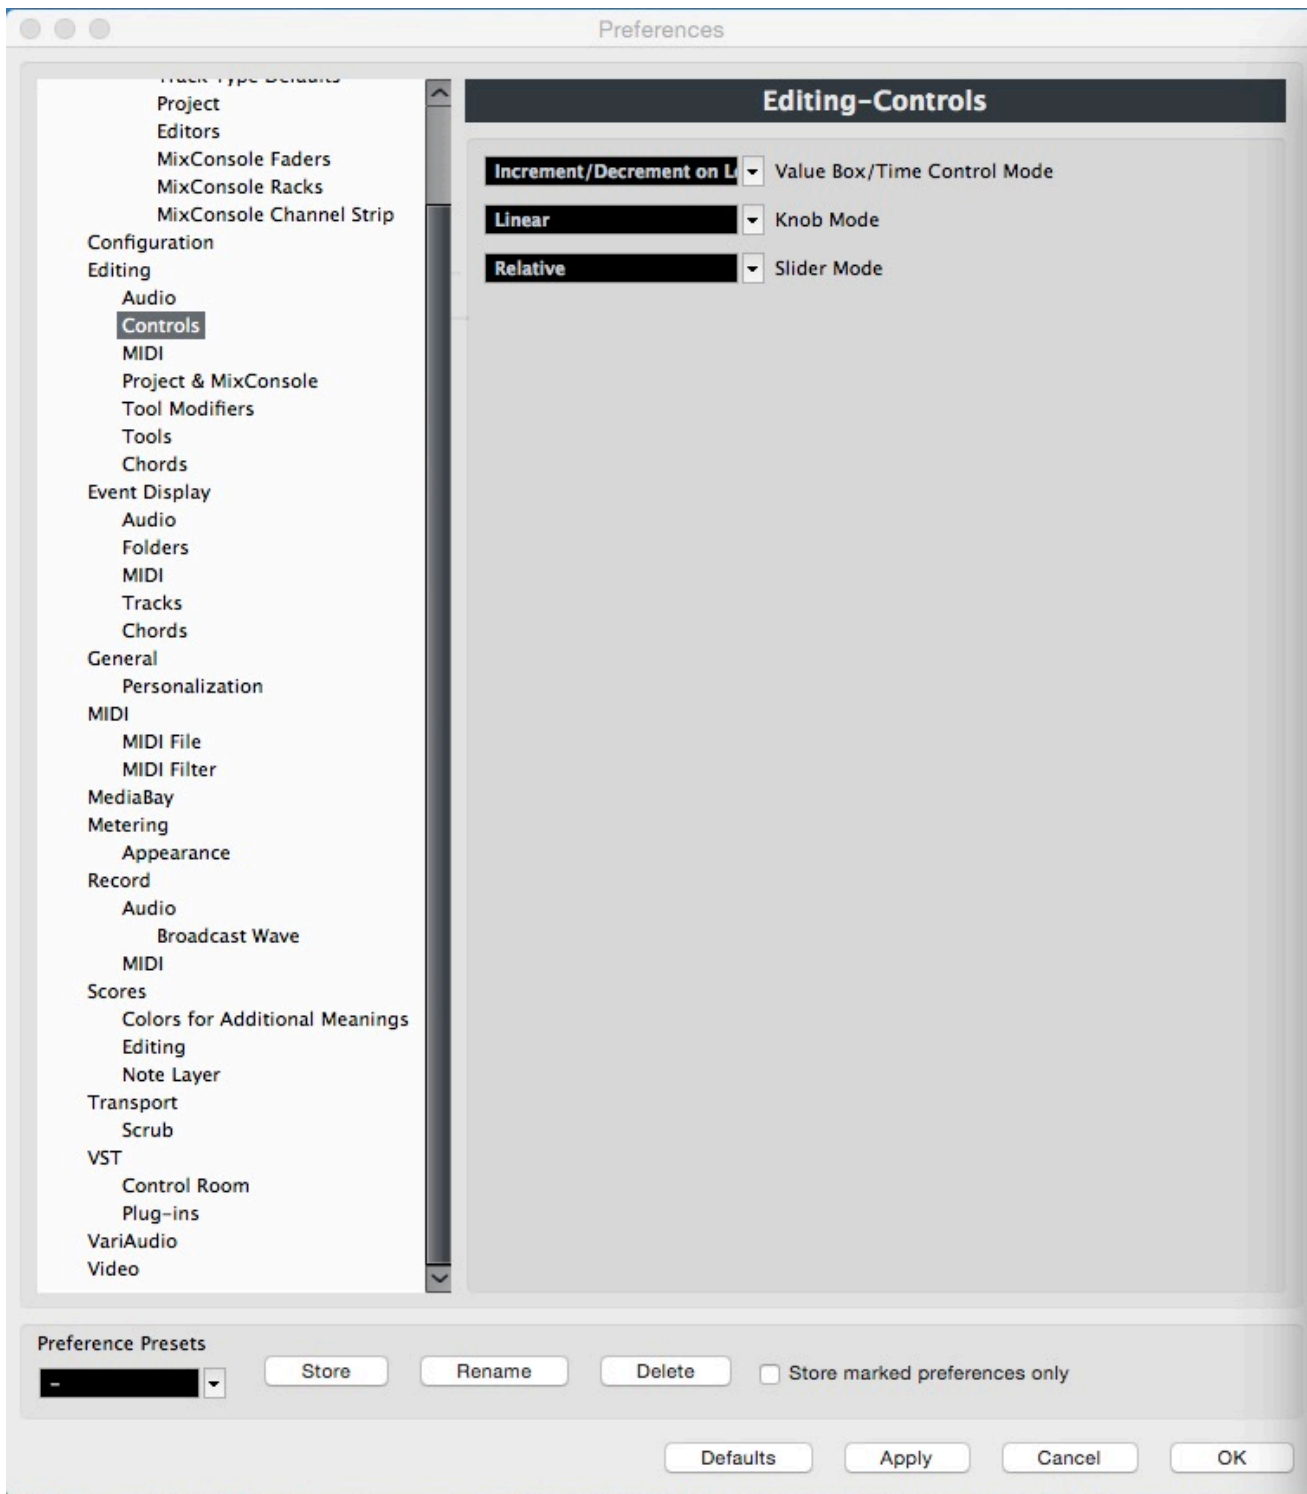 Preferences
Track Type Defaults
Project
Editors
MixConsole Faders
MixConsole Racks
MixConsole Channel Strip
Configuration
Editing
Audio
Controls
MIDI
Project & MixConsole
Tool Modifiers
Tools
Chords
Event Display
Audio
Folders
MIDI
Tracks
Chords
General
Personalization
MIDI
MIDI File
MIDI Filter
MediaBay
Metering
Appearance
Record
Audio
Broadcast Wave
MIDI
Scores
Colors for Additional Meanings
Editing
Note Layer
Transport
Scrub
VST
Control Room
Plug-ins
VariAudio
Video
Editing-Controls
Increment/Decrement on Value Box/Time Control Mode
Linear Knob Mode
Relative Slider Mode
Preference Presets
- Store Rename Delete Store marked preferences only
Defaults Apply Cancel OK